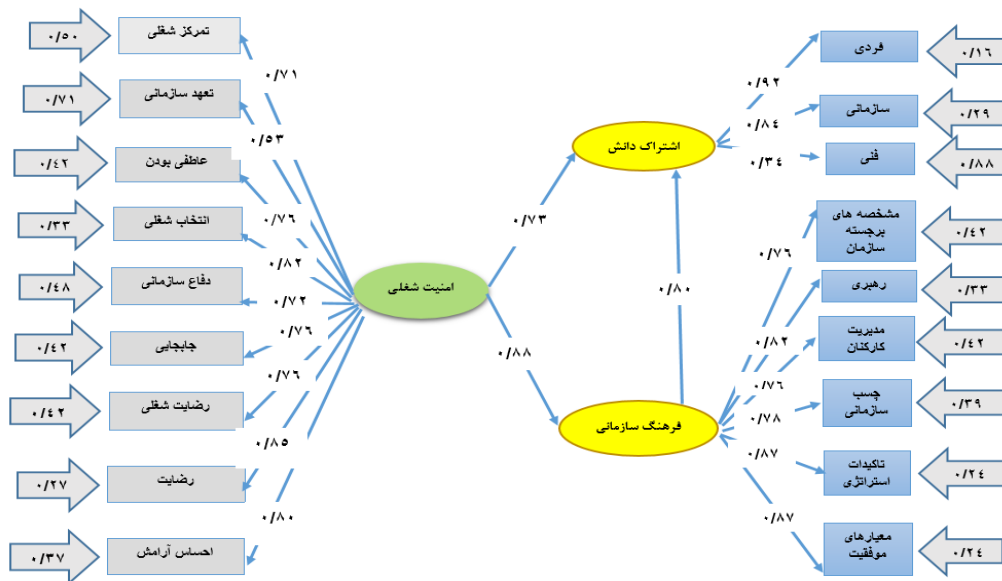 تمرکز شغلی
۰/۵۰
۰/۷۱
تعهد سازمانی
۰/۷۱
۰/۵۳
عاطفی بودن
۰/۴۲
۰/۷۶
انتخاب شغلی
۰/۳۳
۰/۸۲
دفاع سازمانی
۰/۴۸
۰/۷۲
جابجایی
۰/۴۲
۰/۷۶
رضایت شغلی
۰/۴۲
۰/۷۶
رضایت
۰/۲۷
۰/۸۵
احساس آرامش
۰/۳۷
۰/۸۰
امنیت شغلی
۰/۷۳
۰/۸۸
اشتراک دانش
۰/۸۰
فرهنگ سازمانی
۰/۹۲
فردی
۰/۱۶
۰/۸۴
سازمانی
۰/۲۹
۰/۳۴
فنی
۰/۸۸
۰/۷۶
مشخصه های
برجسته
سازمان
۰/۴۲
۰/۸۲
رهبری
۰/۳۳
۰/۷۶
مدیریت
کارکنان
۰/۴۲
۰/۷۸
چسب
سازمانی
۰/۳۹
۰/۸۷
تاکیدات
استراتژی
۰/۲۴
۰/۸۷
معیارهای
موفقیت
۰/۲۴